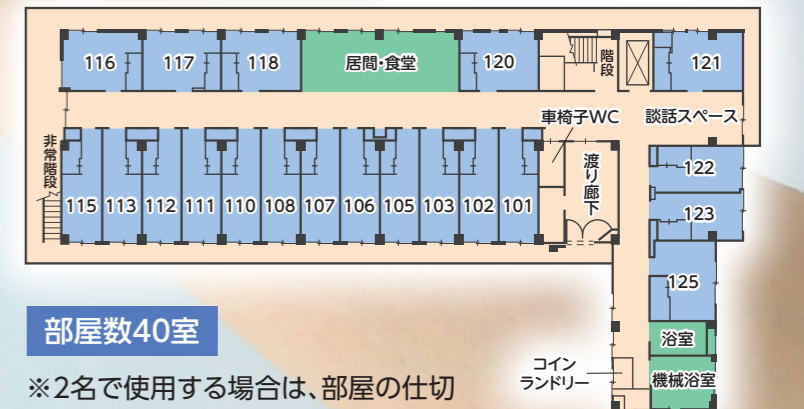 116 117 118 居間・食堂 120 階段 121
車椅子WC 談話スペース
非常階段
渡り廊下
115 113 112 111 110 108 107 106 105 103 102 101
122
123
125
浴室
機械浴室
コイン
ランドリー
部屋数40室
※2名で使用する場合は、部屋の仕切